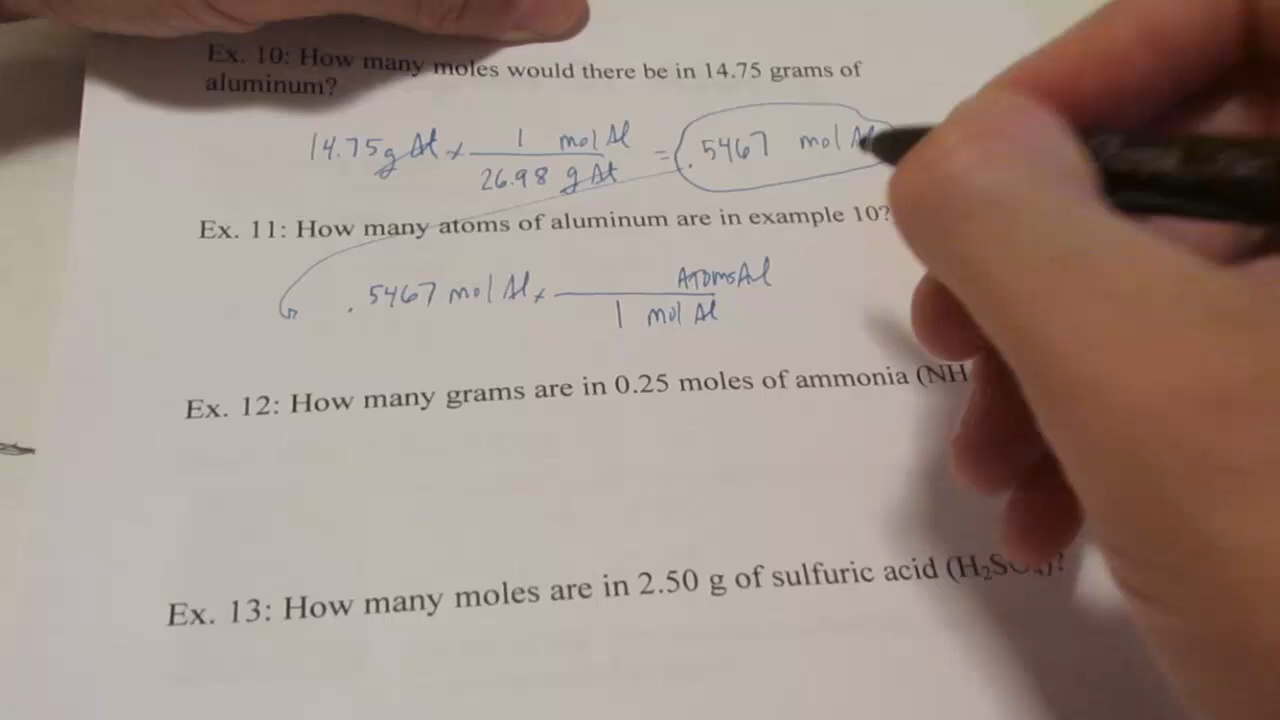 Ex. 10: How many moles would there be in 14.75 grams of
aluminum?
14.75g Al x 1 mol Al / 26.98 g Al = .5467 mol Al
Ex. 11: How many atoms of aluminum are in example 10?
.5467 mol Al x Atoms Al / 1 mol Al
Ex. 12: How many grams are in 0.25 moles of ammonia (NH
Ex. 13: How many moles are in 2.50 g of sulfuric acid (H₂SO₄)?